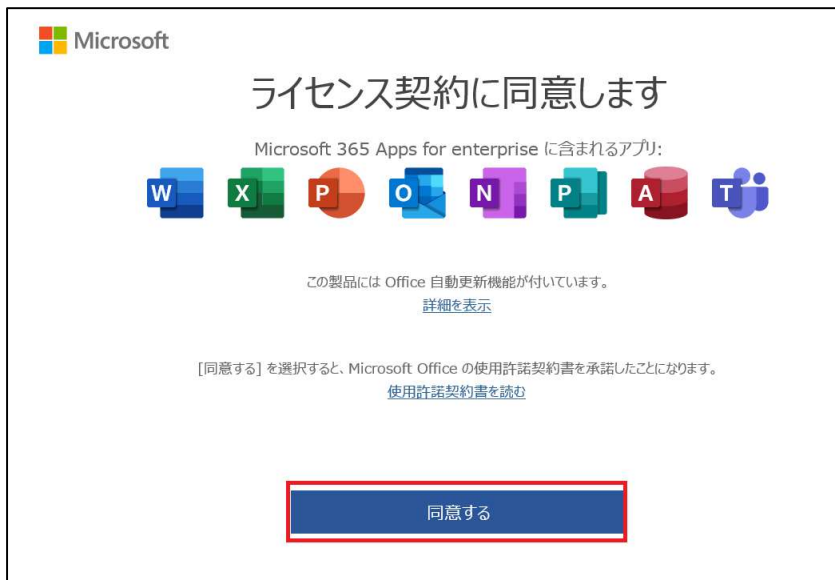 Microsoft
ライセンス契約に同意します
Microsoft 365 Apps for enterprise に含まれるアプリ:
W X P O N P A T
この製品には Office 自動更新機能が付いています。
詳細を表示
[同意する] を選択すると、Microsoft Office の使用許諾契約書を承諾したことになります。
使用許諾契約書を読む
同意する